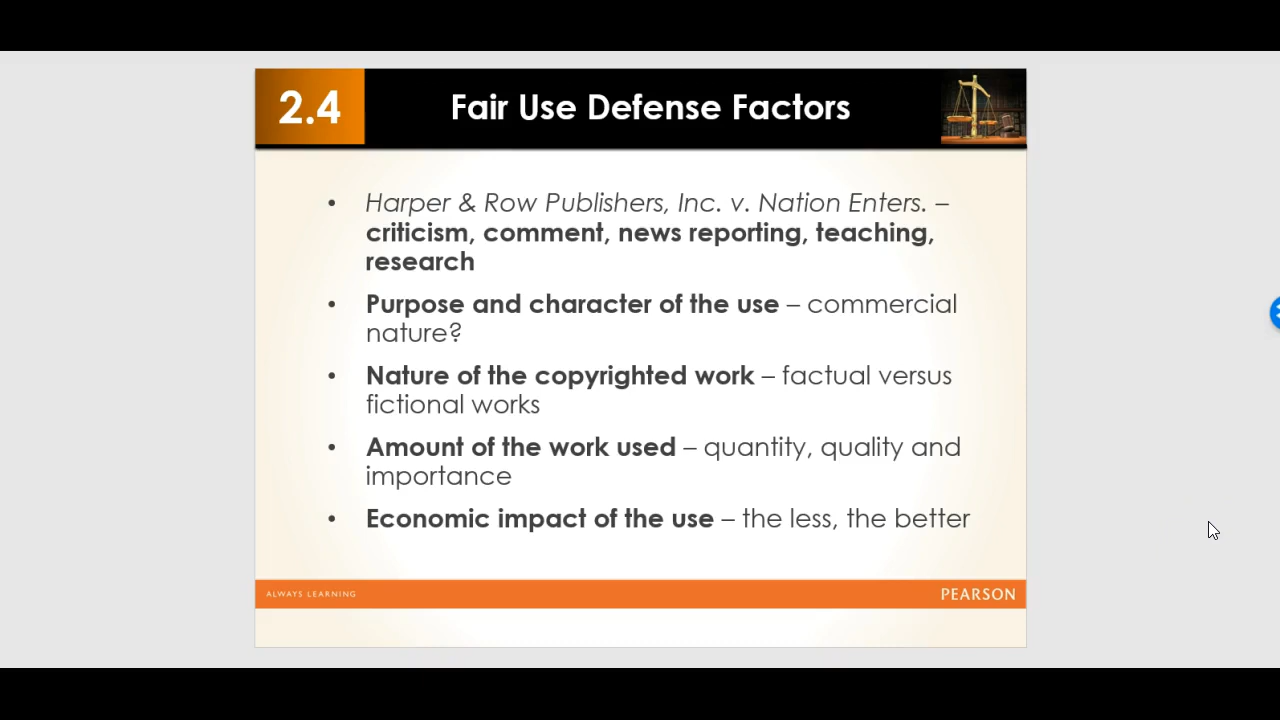 2.4
Fair Use Defense Factors
• Harper & Row Publishers, Inc. v. Nation Enters. –
criticism, comment, news reporting, teaching,
research
• Purpose and character of the use – commercial
nature?
• Nature of the copyrighted work – factual versus
fictional works
• Amount of the work used – quantity, quality and
importance
• Economic impact of the use – the less, the better
ALWAYS LEARNING
PEARSON